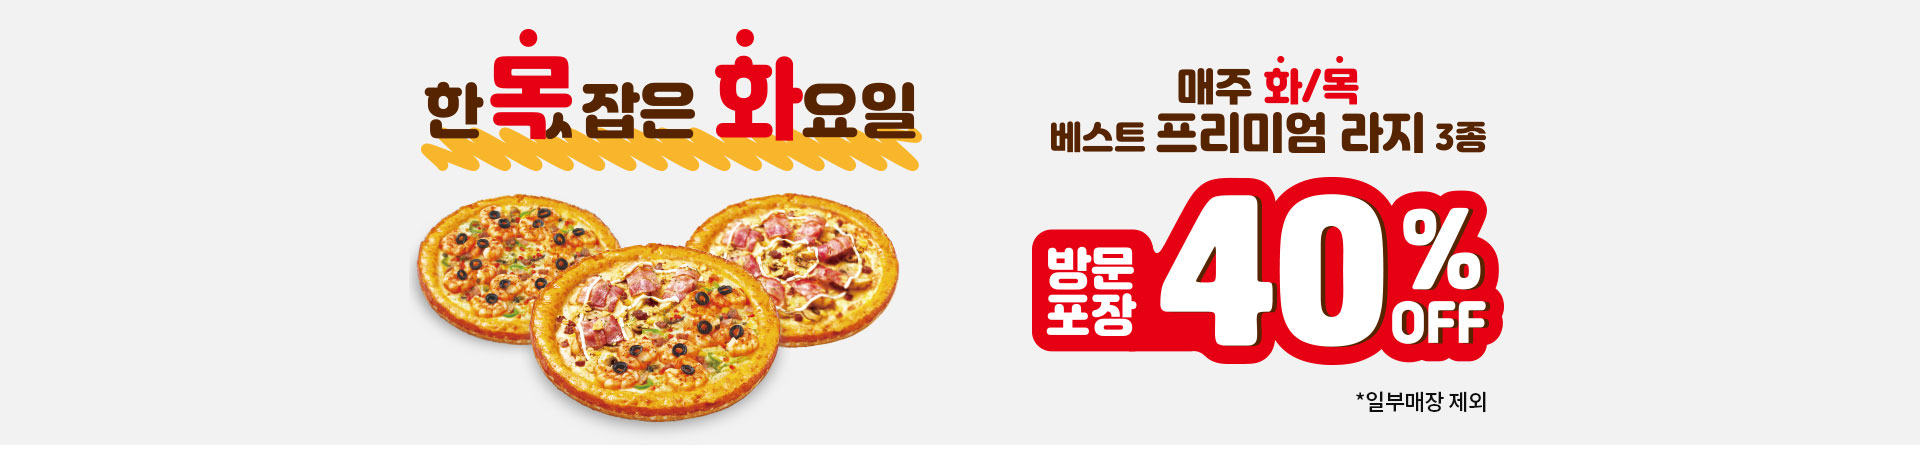 한몫 잡은 화요일
매주 화/목
베스트 프리미엄 라지 3종
방문
포장
40%
OFF
*일부매장 제외